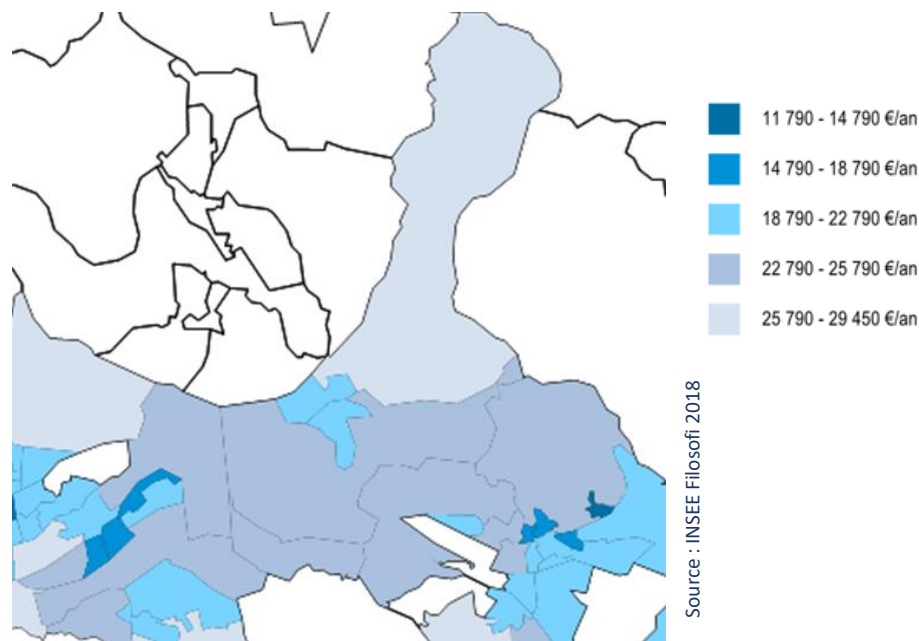 11 790 - 14 790 €/an
14 790 - 18 790 €/an
18 790 - 22 790 €/an
22 790 - 25 790 €/an
25 790 - 29 450 €/an
Source : INSEE Filosofi 2018